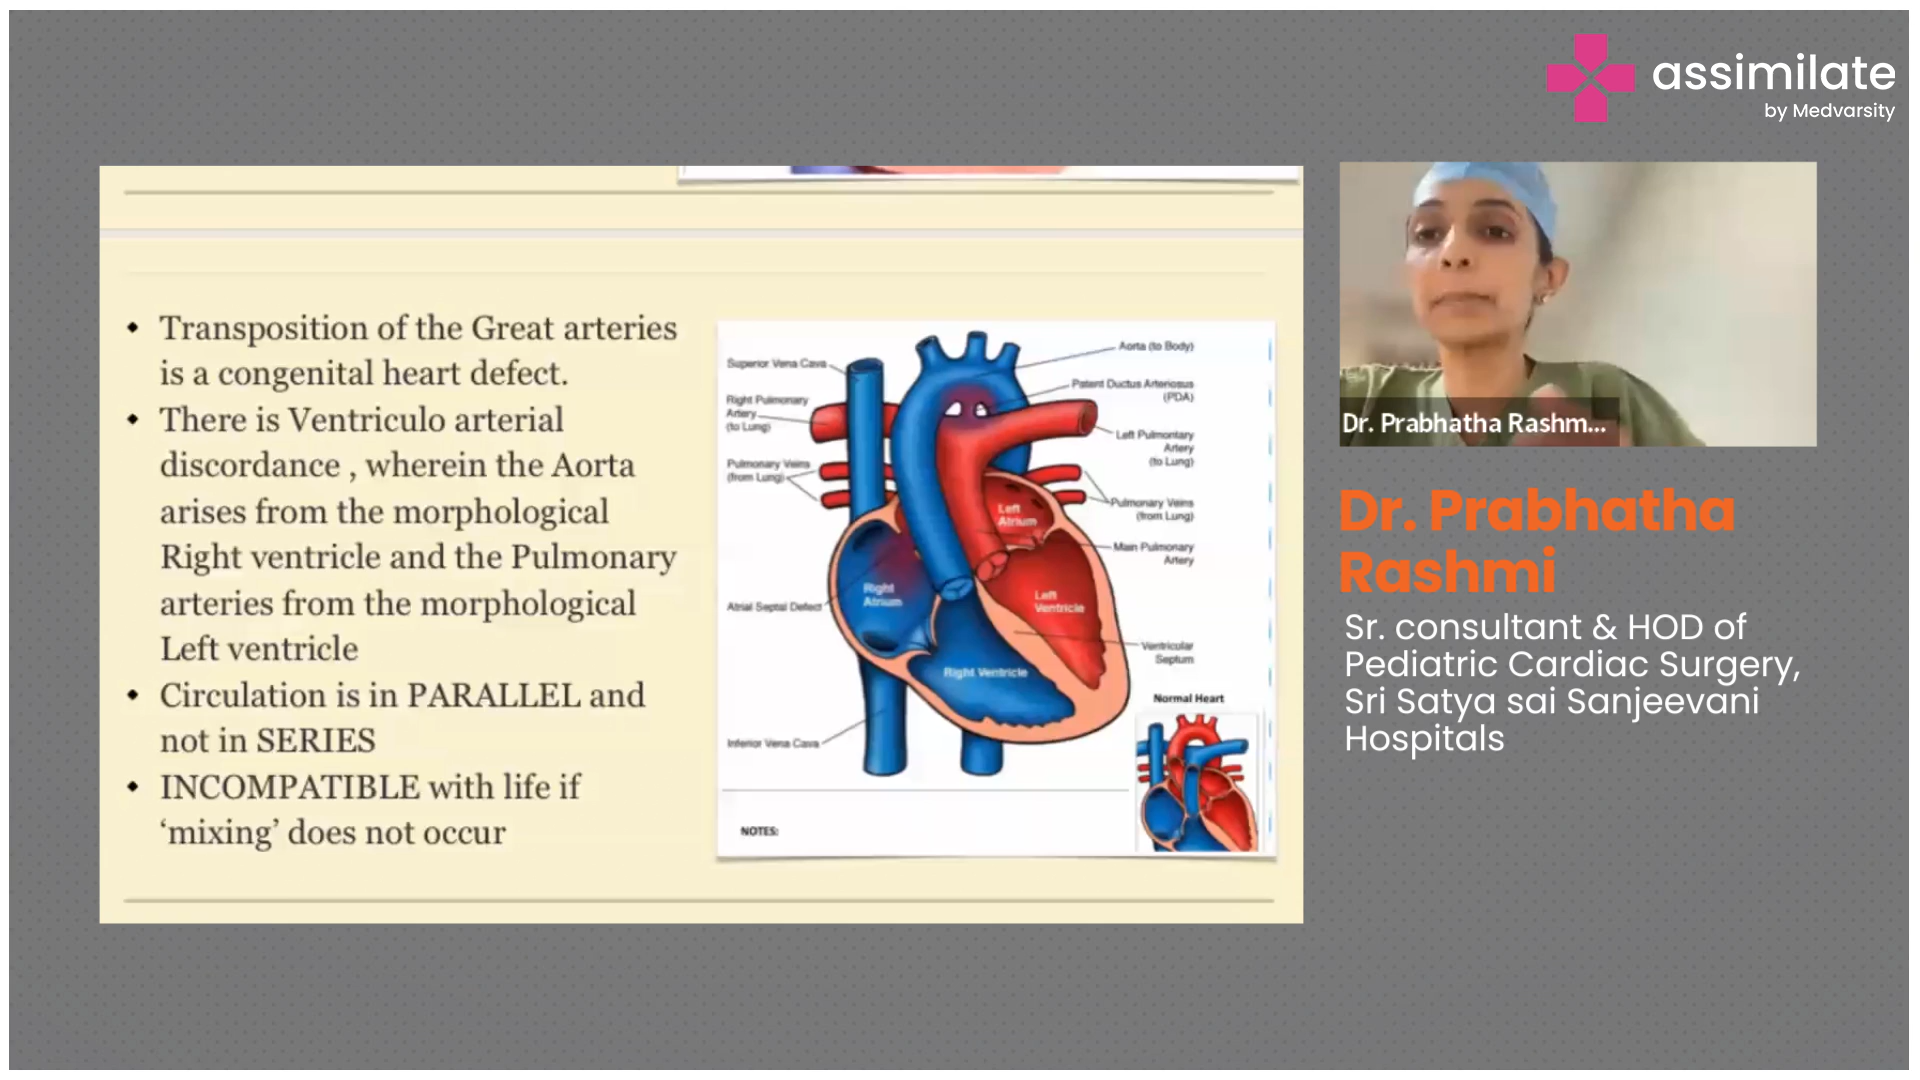 assimilate
by Medvarsity
◆ Transposition of the Great arteries
is a congenital heart defect.
◆ There is Ventriculo arterial
discordance , wherein the Aorta
arises from the morphological
Right ventricle and the Pulmonary
arteries from the morphological
Left ventricle
◆ Circulation is in PARALLEL and
not in SERIES
◆ INCOMPATIBLE with life if
‘mixing’ does not occur
Superior Vena Cava
Right Pulmonary
Artery
(to Lung)
Pulmonary Veins
(from Lung)
Atrial Septal Defect
Inferior Vena Cava
Aorta (to Body)
Patent Ductus Arteriosus
(PDA)
Left Pulmontary
Artery
(to Lung)
Pulmonary Veins
(from Lung)
Main Pulmonary
Artery
Ventricular
Septum
Left
Atrium
Right
Atrium
Left
Ventricle
Right Ventricle
Normal Heart
NOTES:
Dr. Prabhatha Rashm...
Dr. Prabhatha
Rashmi
Sr. consultant & HOD of
Pediatric Cardiac Surgery,
Sri Satya sai Sanjeevani
Hospitals